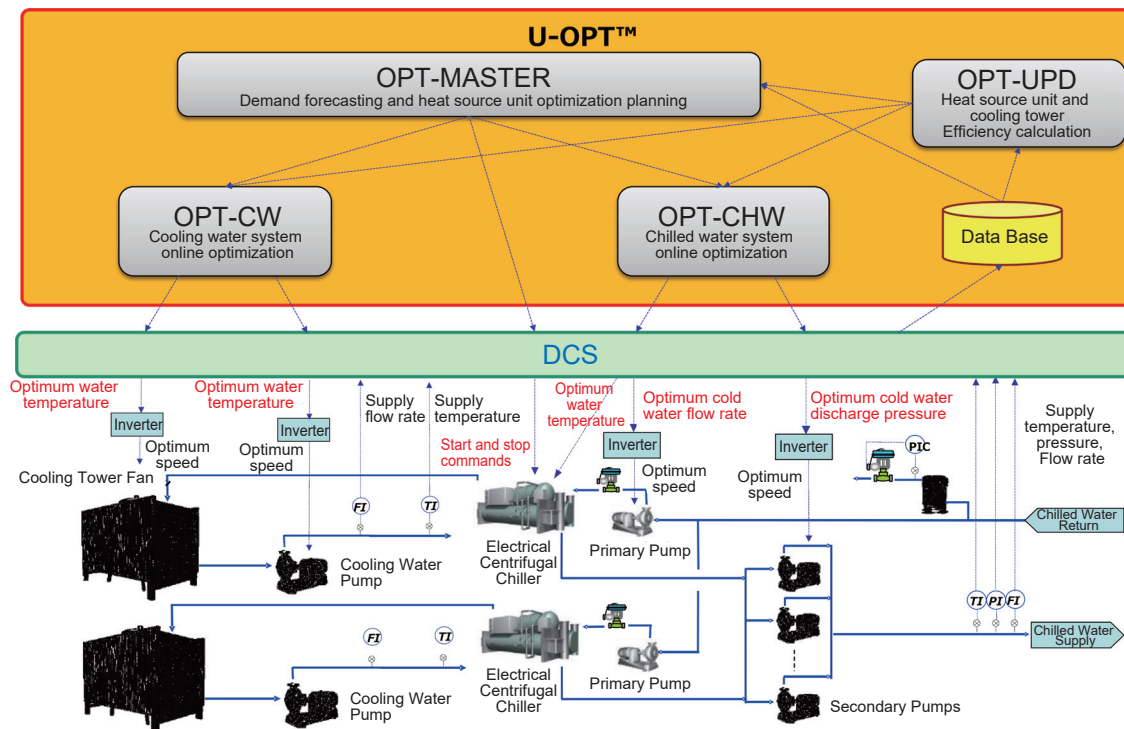 U-OPT™
OPT-MASTER
Demand forecasting and heat source unit optimization planning
OPT-UPD
Heat source unit and
cooling tower
Efficiency calculation
OPT-CW
Cooling water system
online optimization
OPT-CHW
Chilled water system
online optimization
Data Base
DCS
Optimum water
temperature
Optimum water
temperature
Supply
flow rate
Supply
temperature
Start and stop
commands
Optimum
water
temperature
Optimum cold
water flow rate
Optimum cold water
discharge pressure
Supply
temperature,
pressure,
Flow rate
Inverter
Inverter
Inverter
Inverter
Optimum
speed
Optimum
speed
Optimum
speed
Optimum
speed
PIC
Cooling Tower Fan
FI
TI
Cooling Water
Pump
Electrical
Centrifugal
Chiller
Primary Pump
Chilled Water
Return
TI
PI
FI
Chilled Water
Supply
FI
TI
Cooling Water
Pump
Electrical
Centrifugal
Chiller
Primary Pump
Secondary Pumps